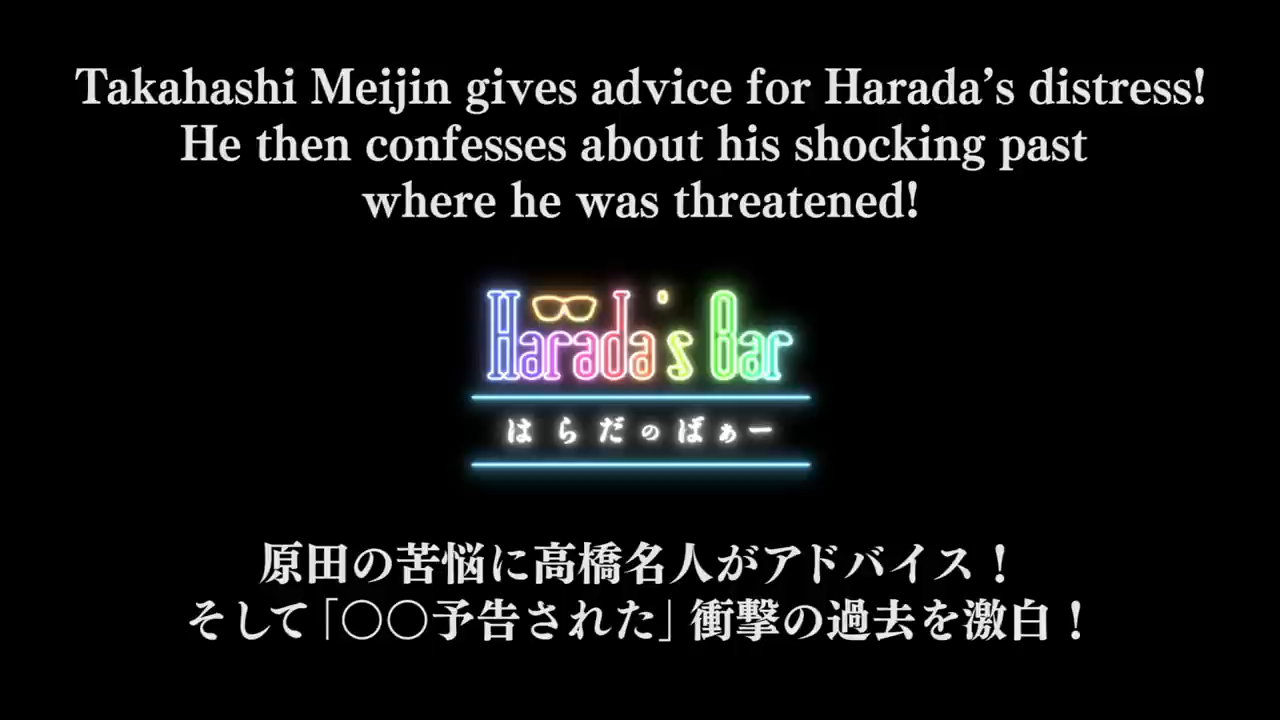 Takahashi Meijin gives advice for Harada’s distress!
He then confesses about his shocking past
where he was threatened!
Harada's Bar
はらだのばぁー
原田の苦悩に高橋名人がアドバイス！
そして「〇〇予告された」衝撃の過去を激白！